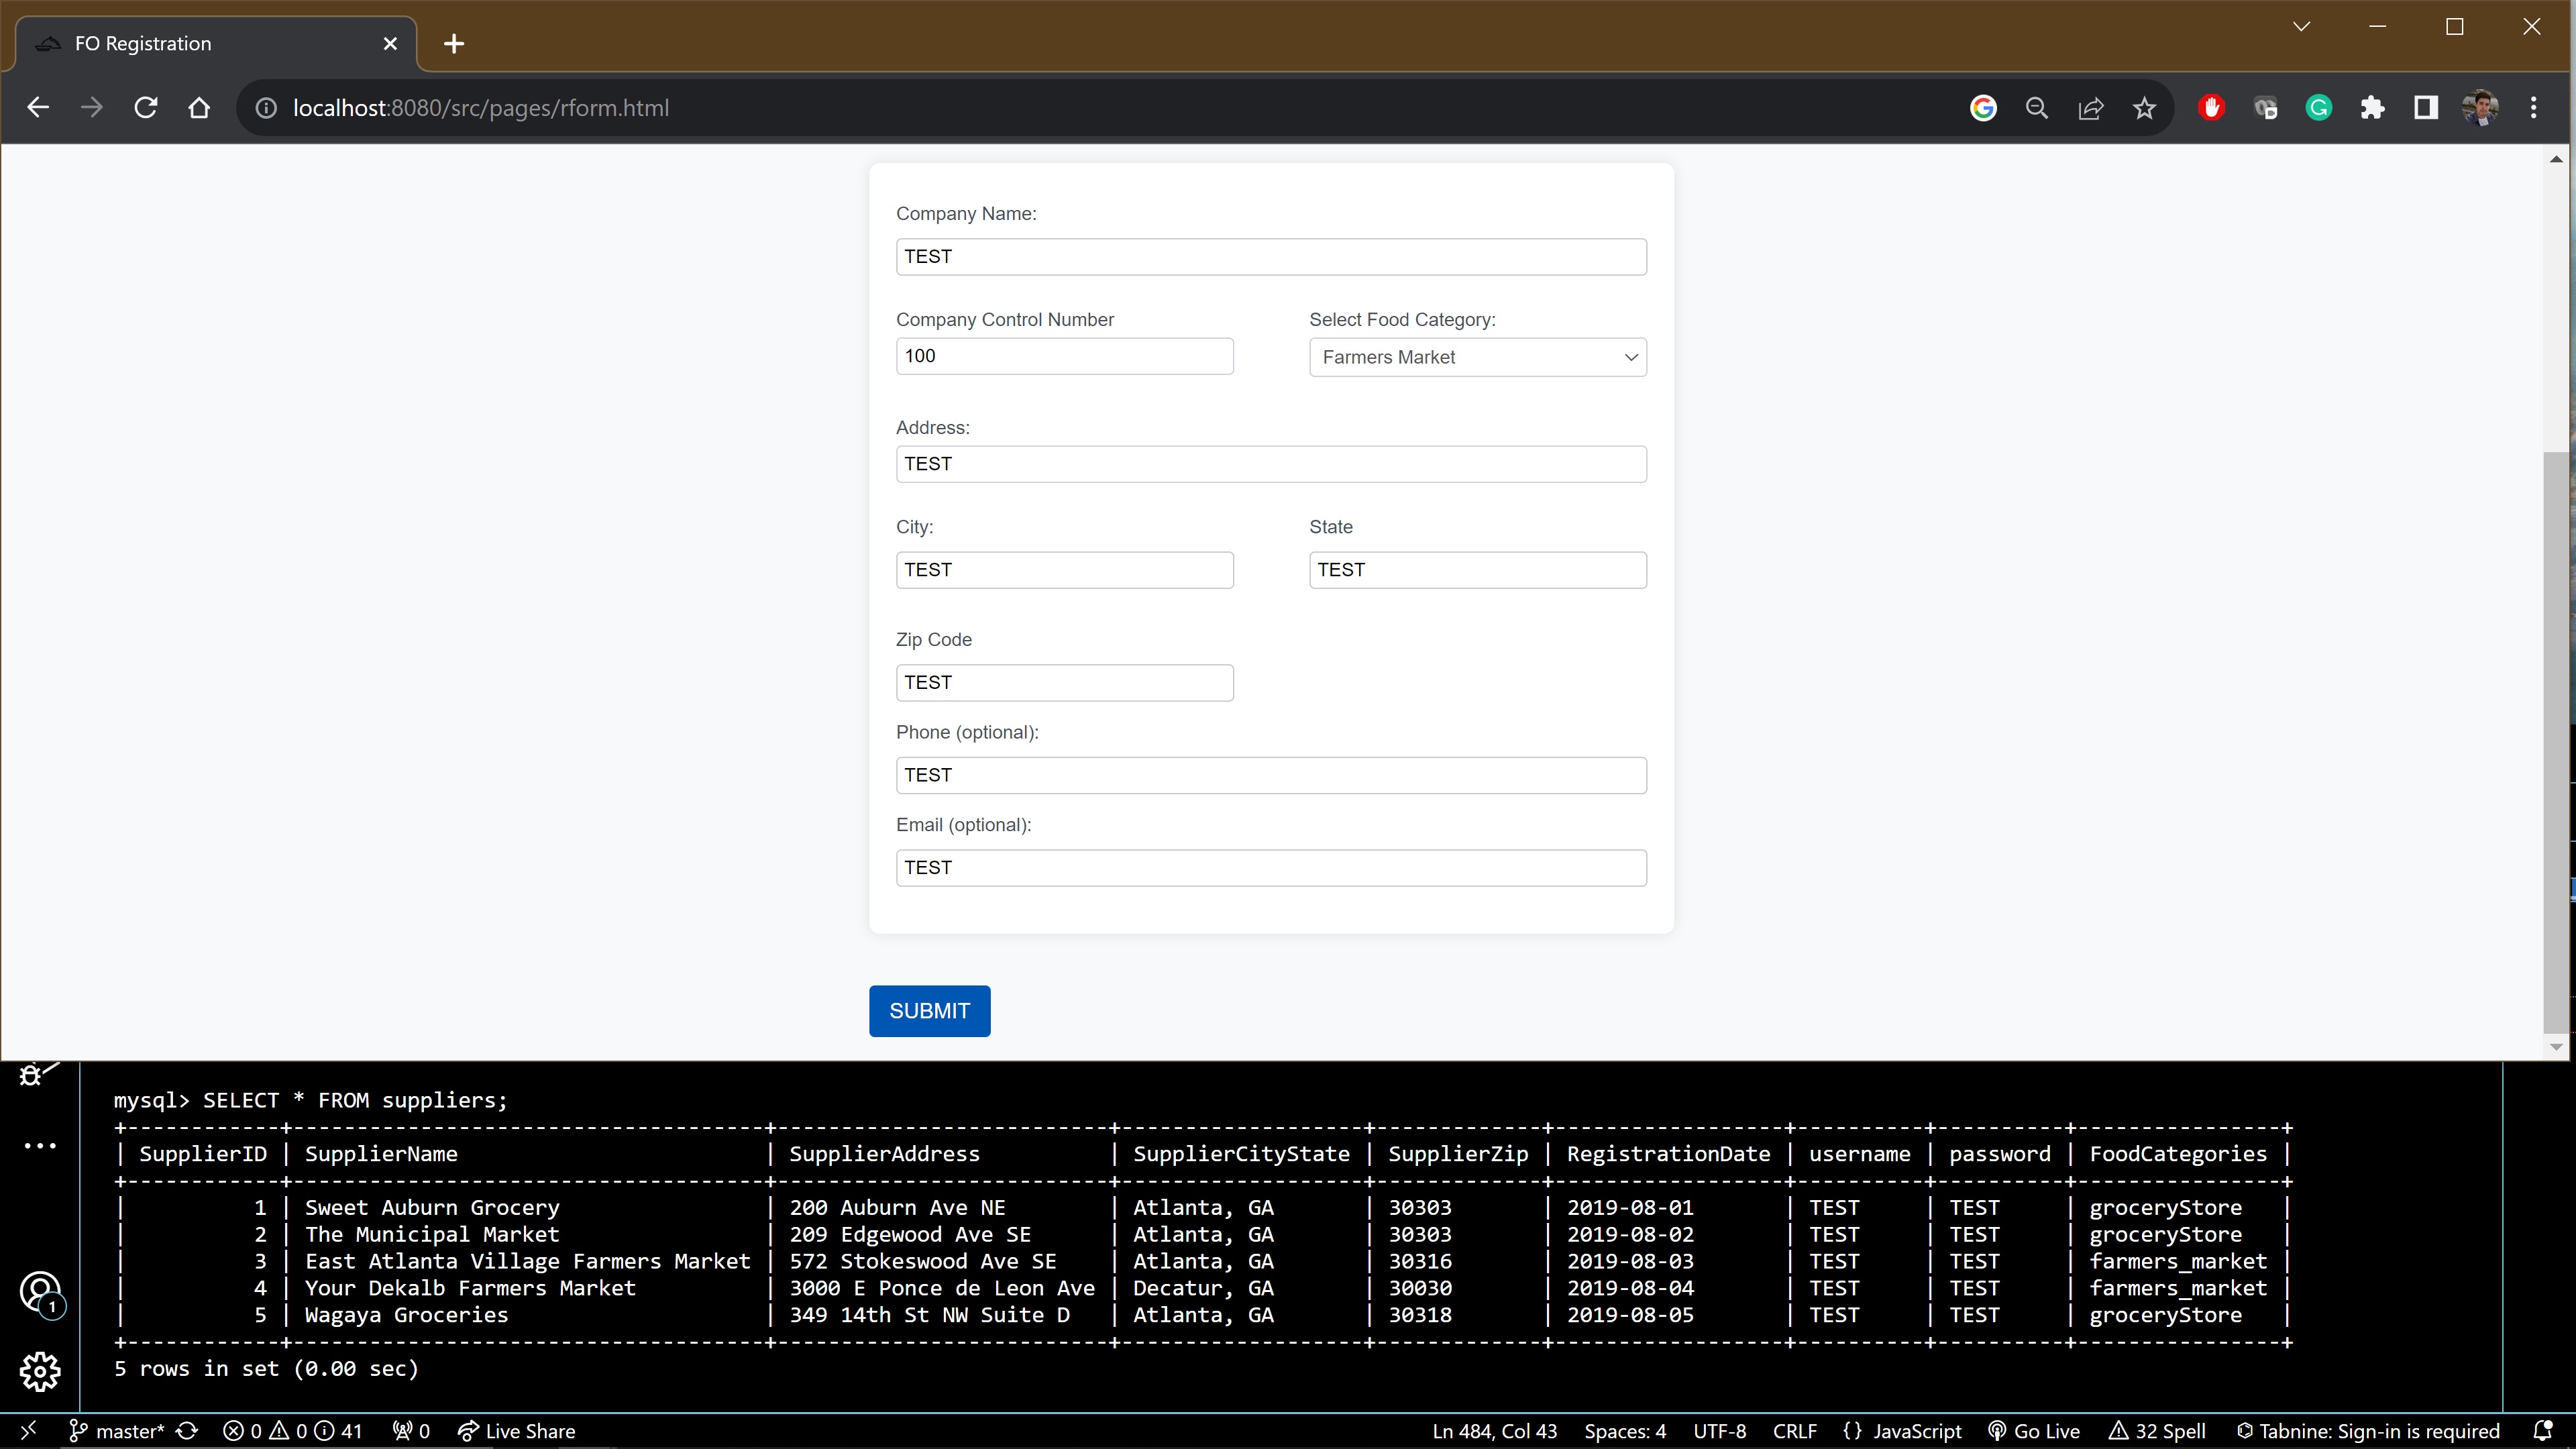 FO Registration
localhost:8080/src/pages/rform.html
Company Name:
TEST
Company Control Number Select Food Category:
100 Farmers Market
Address:
TEST
City: State
TEST TEST
Zip Code
TEST
Phone (optional):
TEST
Email (optional):
TEST
SUBMIT
mysql> SELECT * FROM suppliers;
+------------+-------------------------------------+--------------------------+-------------------+-------------+------------------+----------+----------+----------------+
| SupplierID | SupplierName | SupplierAddress | SupplierCityState | SupplierZip | RegistrationDate | username | password | FoodCategories |
+------------+-------------------------------------+--------------------------+-------------------+-------------+------------------+----------+----------+----------------+
| 1 | Sweet Auburn Grocery | 200 Auburn Ave NE | Atlanta, GA | 30303 | 2019-08-01 | TEST | TEST | groceryStore |
| 2 | The Municipal Market | 209 Edgewood Ave SE | Atlanta, GA | 30303 | 2019-08-02 | TEST | TEST | groceryStore |
| 3 | East Atlanta Village Farmers Market | 572 Stokeswood Ave SE | Atlanta, GA | 30316 | 2019-08-03 | TEST | TEST | farmers_market |
| 4 | Your Dekalb Farmers Market | 3000 E Ponce de Leon Ave | Decatur, GA | 30030 | 2019-08-04 | TEST | TEST | farmers_market |
| 5 | Wagaya Groceries | 349 14th St NW Suite D | Atlanta, GA | 30318 | 2019-08-05 | TEST | TEST | groceryStore |
+------------+-------------------------------------+--------------------------+-------------------+-------------+------------------+----------+----------+----------------+
5 rows in set (0.00 sec)
1
master* 0 0 41 0 Live Share Ln 484, Col 43 Spaces: 4 UTF-8 CRLF {} JavaScript Go Live 32 Spell Tabnine: Sign-in is required